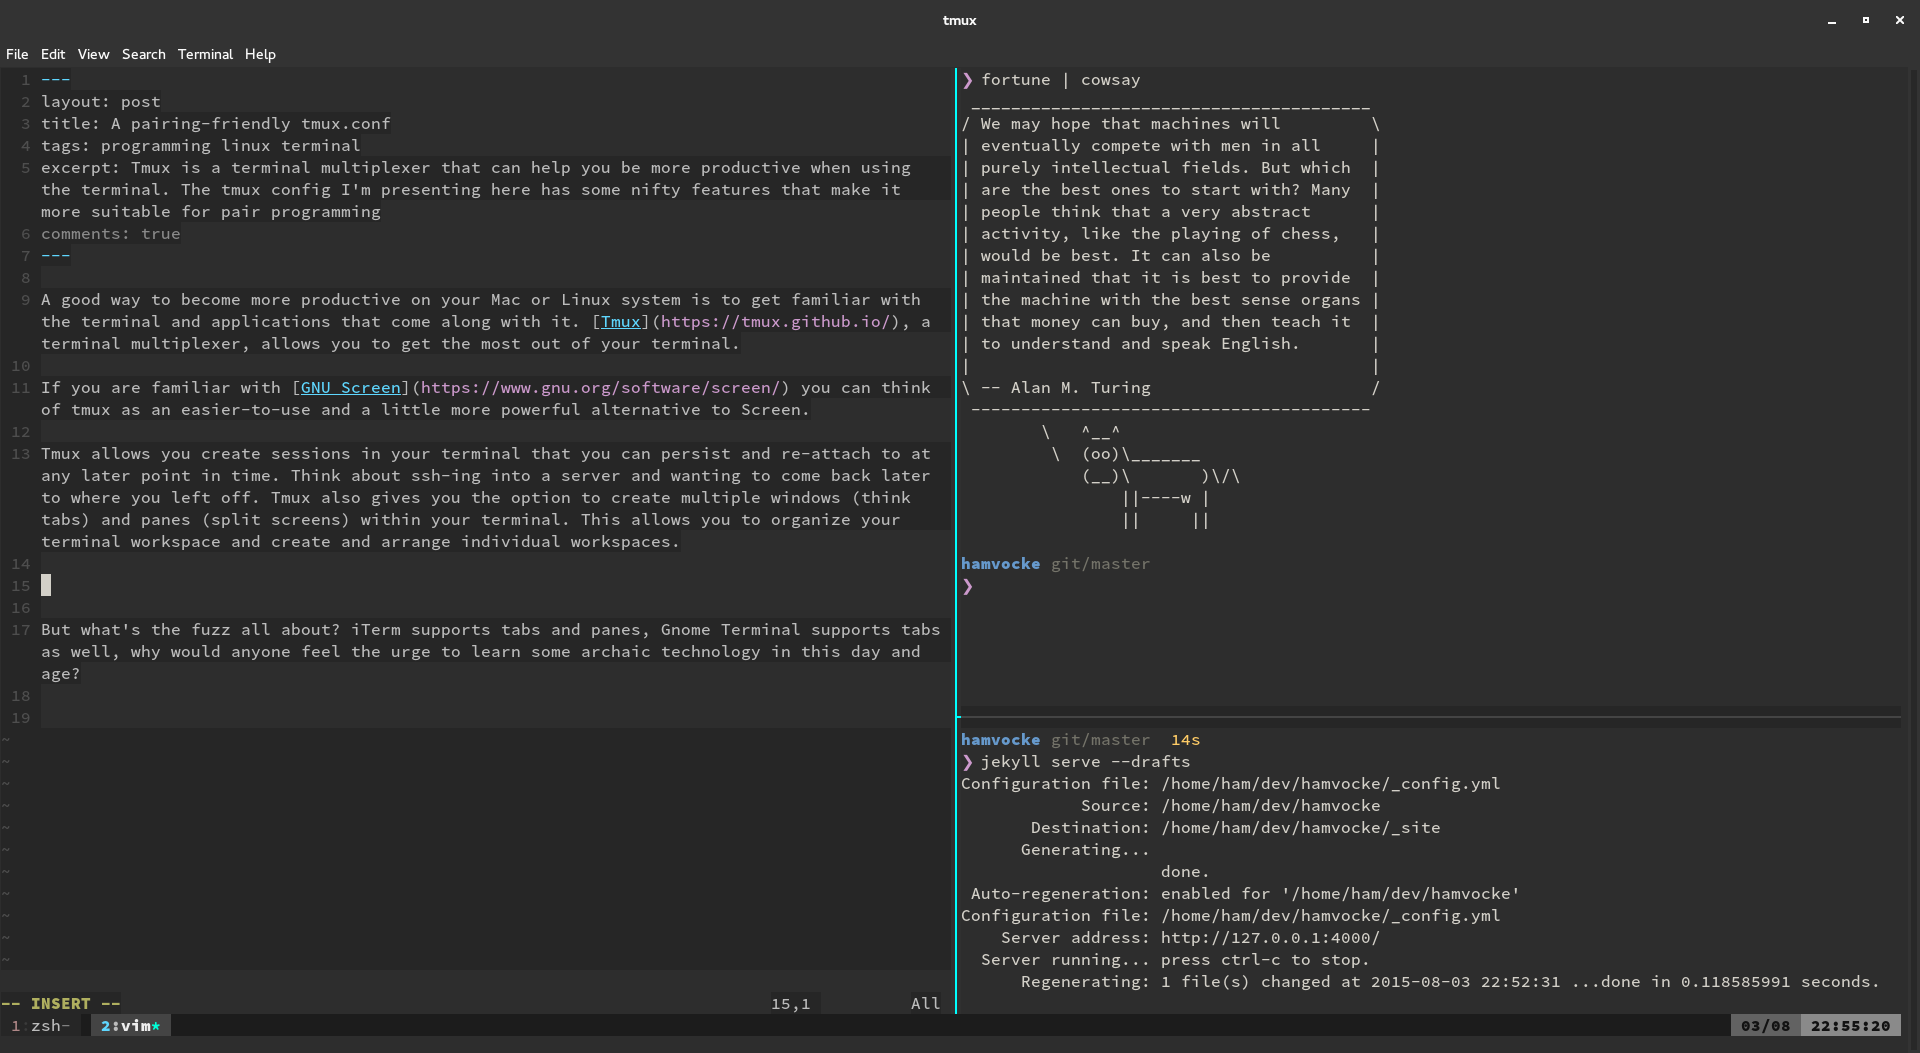 tmux
File Edit View Search Terminal Help
1 ---
2 layout: post
3 title: A pairing-friendly tmux.conf
4 tags: programming linux terminal
5 excerpt: Tmux is a terminal multiplexer that can help you be more productive when using
the terminal. The tmux config I'm presenting here has some nifty features that make it
more suitable for pair programming
6 comments: true
7 ---
8
9 A good way to become more productive on your Mac or Linux system is to get familiar with
the terminal and applications that come along with it. [Tmux](https://tmux.github.io/), a
terminal multiplexer, allows you to get the most out of your terminal.
10
11 If you are familiar with [GNU Screen](https://www.gnu.org/software/screen/) you can think
of tmux as an easier-to-use and a little more powerful alternative to Screen.
12
13 Tmux allows you create sessions in your terminal that you can persist and re-attach to at
any later point in time. Think about ssh-ing into a server and wanting to come back later
to where you left off. Tmux also gives you the option to create multiple windows (think
tabs) and panes (split screens) within your terminal. This allows you to organize your
terminal workspace and create and arrange individual workspaces.
14
15
16
17 But what's the fuzz all about? iTerm supports tabs and panes, Gnome Terminal supports tabs
as well, why would anyone feel the urge to learn some archaic technology in this day and
age?
18
19
~
~
~
~
~
~
~
~
~
~
~
-- INSERT -- 15,1 All
❯ fortune | cowsay
 ________________________________________
/ We may hope that machines will         \
| eventually compete with men in all     |
| purely intellectual fields. But which  |
| are the best ones to start with? Many  |
| people think that a very abstract      |
| activity, like the playing of chess,   |
| would be best. It can also be          |
| maintained that it is best to provide  |
| the machine with the best sense organs |
| that money can buy, and then teach it  |
| to understand and speak English.       |
|                                        |
\ -- Alan M. Turing                      /
 ----------------------------------------
        \   ^__^
         \  (oo)\_______
            (__)\       )\/\
                ||----w |
                ||     ||
hamvocke git/master
❯
hamvocke git/master 14s
❯ jekyll serve --drafts
Configuration file: /home/ham/dev/hamvocke/_config.yml
Source: /home/ham/dev/hamvocke
Destination: /home/ham/dev/hamvocke/_site
Generating...
done.
Auto-regeneration: enabled for '/home/ham/dev/hamvocke'
Configuration file: /home/ham/dev/hamvocke/_config.yml
Server address: http://127.0.0.1:4000/
Server running... press ctrl-c to stop.
Regenerating: 1 file(s) changed at 2015-08-03 22:52:31 ...done in 0.118585991 seconds.
1:zsh- 2:vim* 03/08 22:55:20